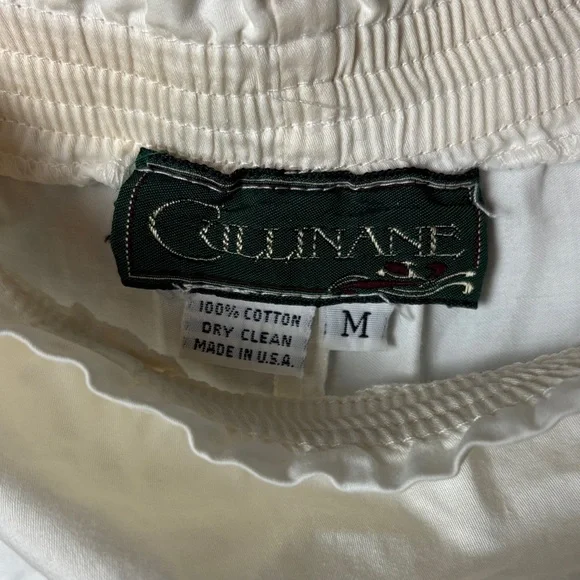 CULLINANE
100% COTTON
DRY CLEAN
MADE IN U.S.A.
M